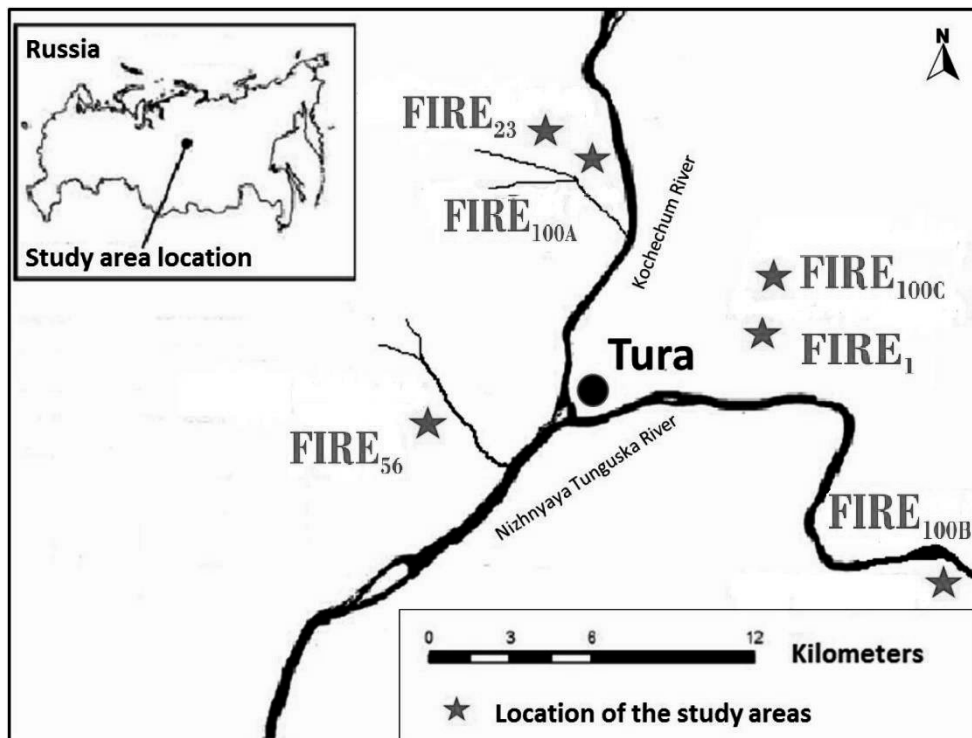 Russia
Study area location
N
FIRE23
FIRE100A
Kochechum River
FIRE100C
FIRE1
Tura
FIRE56
Nizhnyaya Tunguska River
FIRE100B
0 3 6 12
Kilometers
Location of the study areas